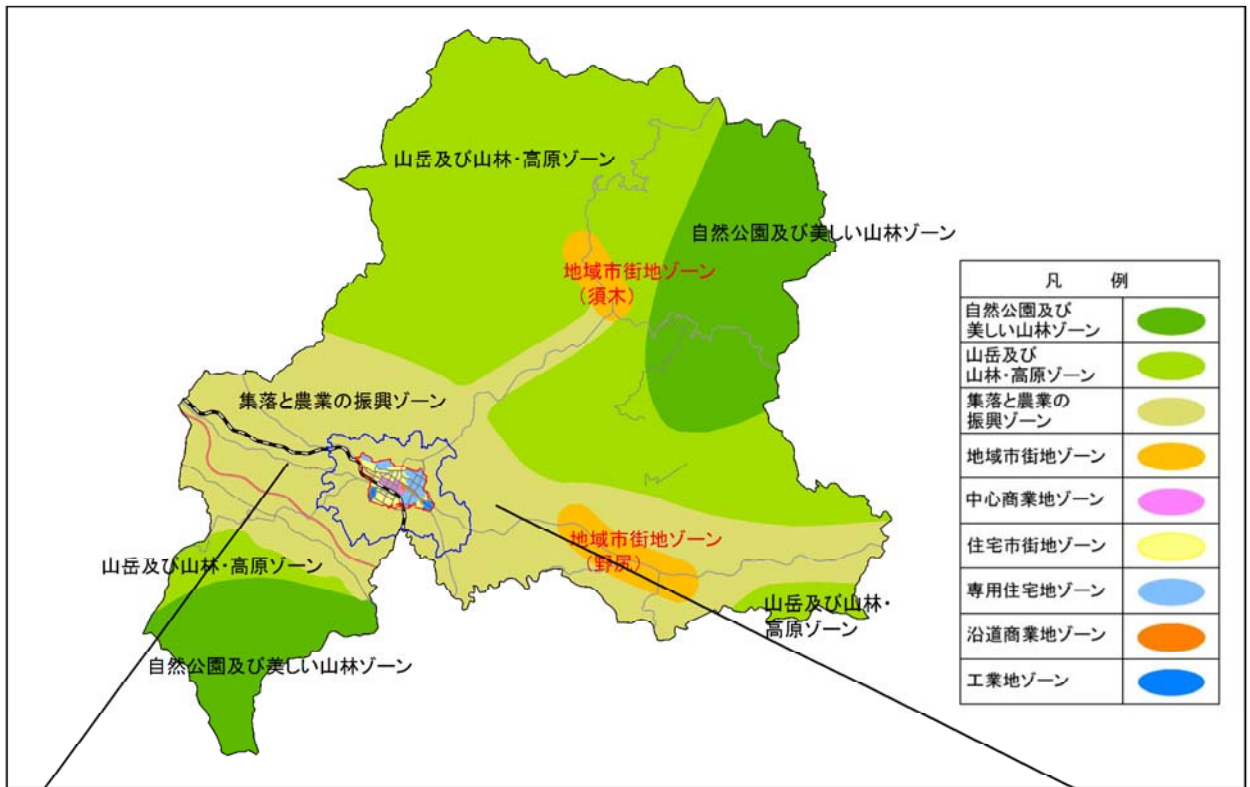 山岳及び山林・高原ゾーン
自然公園及び美しい山林ゾーン
地域市街地ゾーン
（須木）
集落と農業の振興ゾーン
地域市街地ゾーン
（野尻）
山岳及び山林・高原ゾーン
山岳及び山林・
高原ゾーン
自然公園及び美しい山林ゾーン
凡 例
自然公園及び
美しい山林ゾーン
山岳及び
山林・高原ゾーン
集落と農業の
振興ゾーン
地域市街地ゾーン
中心商業地ゾーン
住宅市街地ゾーン
専用住宅地ゾーン
沿道商業地ゾーン
工業地ゾーン